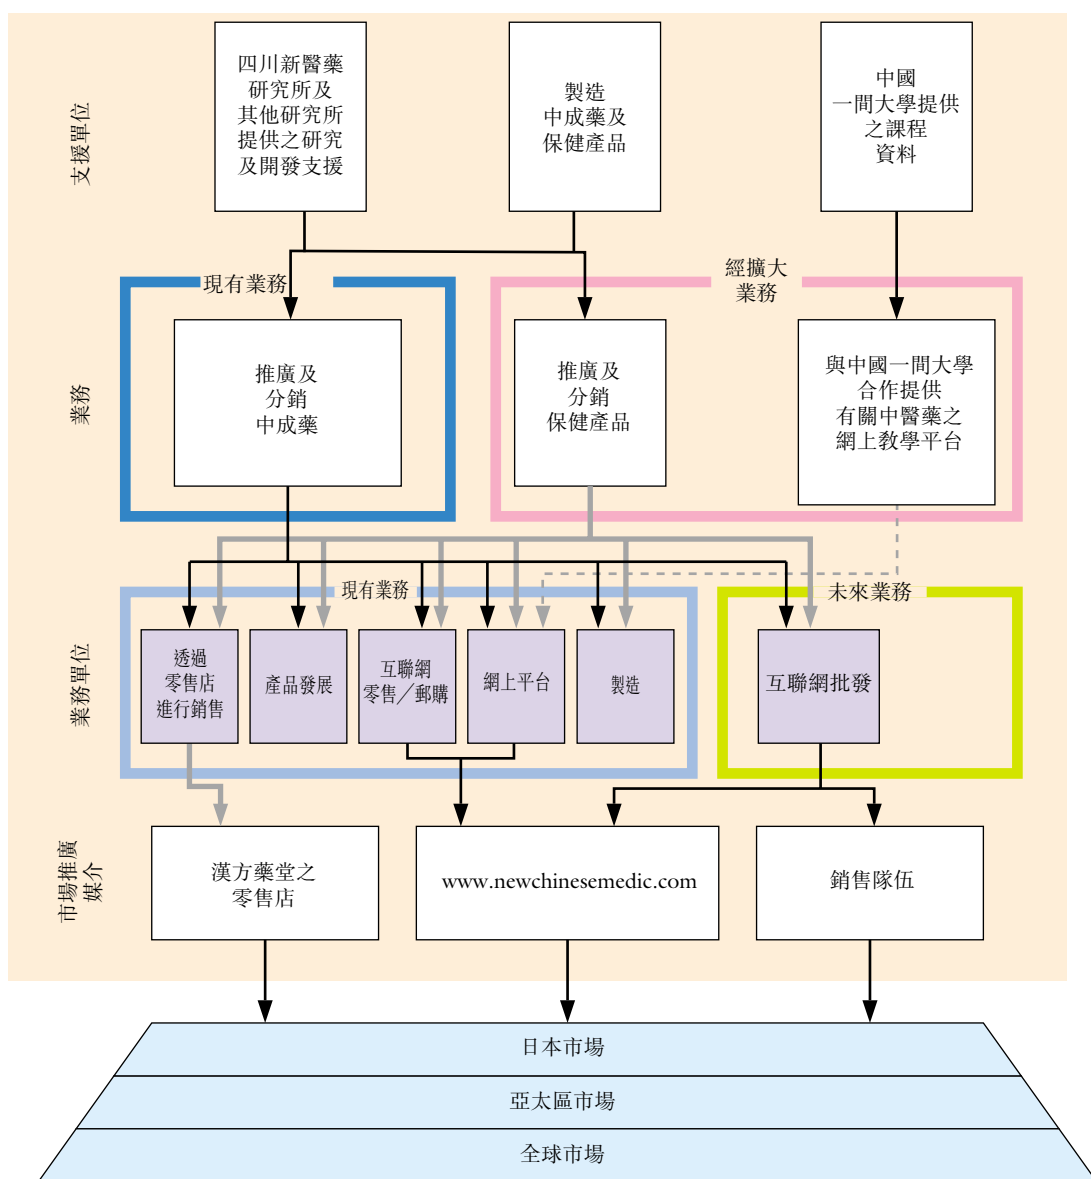 支援單位
四川新醫藥
研究所及
其他研究所
提供之研究
及開發支援
製造
中成藥及
保健產品
中國
一間大學提供
之課程
資料
業務
現有業務
推廣及
分銷
中成藥
經擴大
業務
推廣及
分銷
保健產品
與中國一間大學
合作提供
有關中醫藥之
網上教學平台
業務單位
現有業務
透過
零售店
進行銷售
產品發展
互聯網
零售／郵購
網上平台
製造
未來業務
互聯網批發
市場推廣
媒介
漢方藥堂之
零售店
www.newchinesemedic.com
銷售隊伍
日本市場
亞太區市場
全球市場